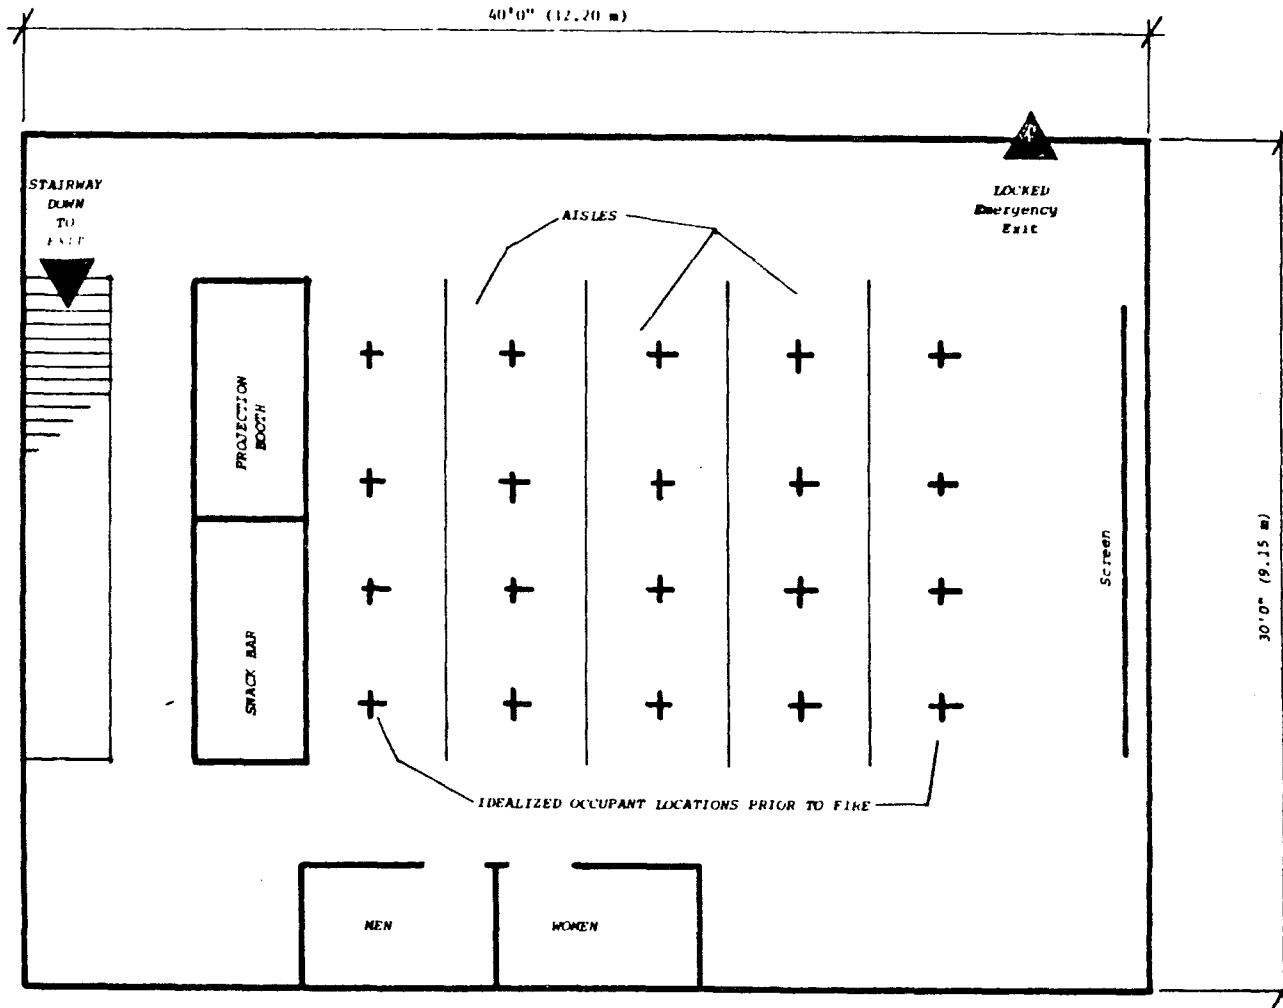 40'0" (12.20 m)
STAIRWAY
DOWN
TO
EXIT
AISLES
LOCKED
Emergency
Exit
PROJECTION
BOOTH
SNACK BAR
Screen
30'0" (9.15 m)
IDEALIZED OCCUPANT LOCATIONS PRIOR TO FIRE
MEN
WOMEN